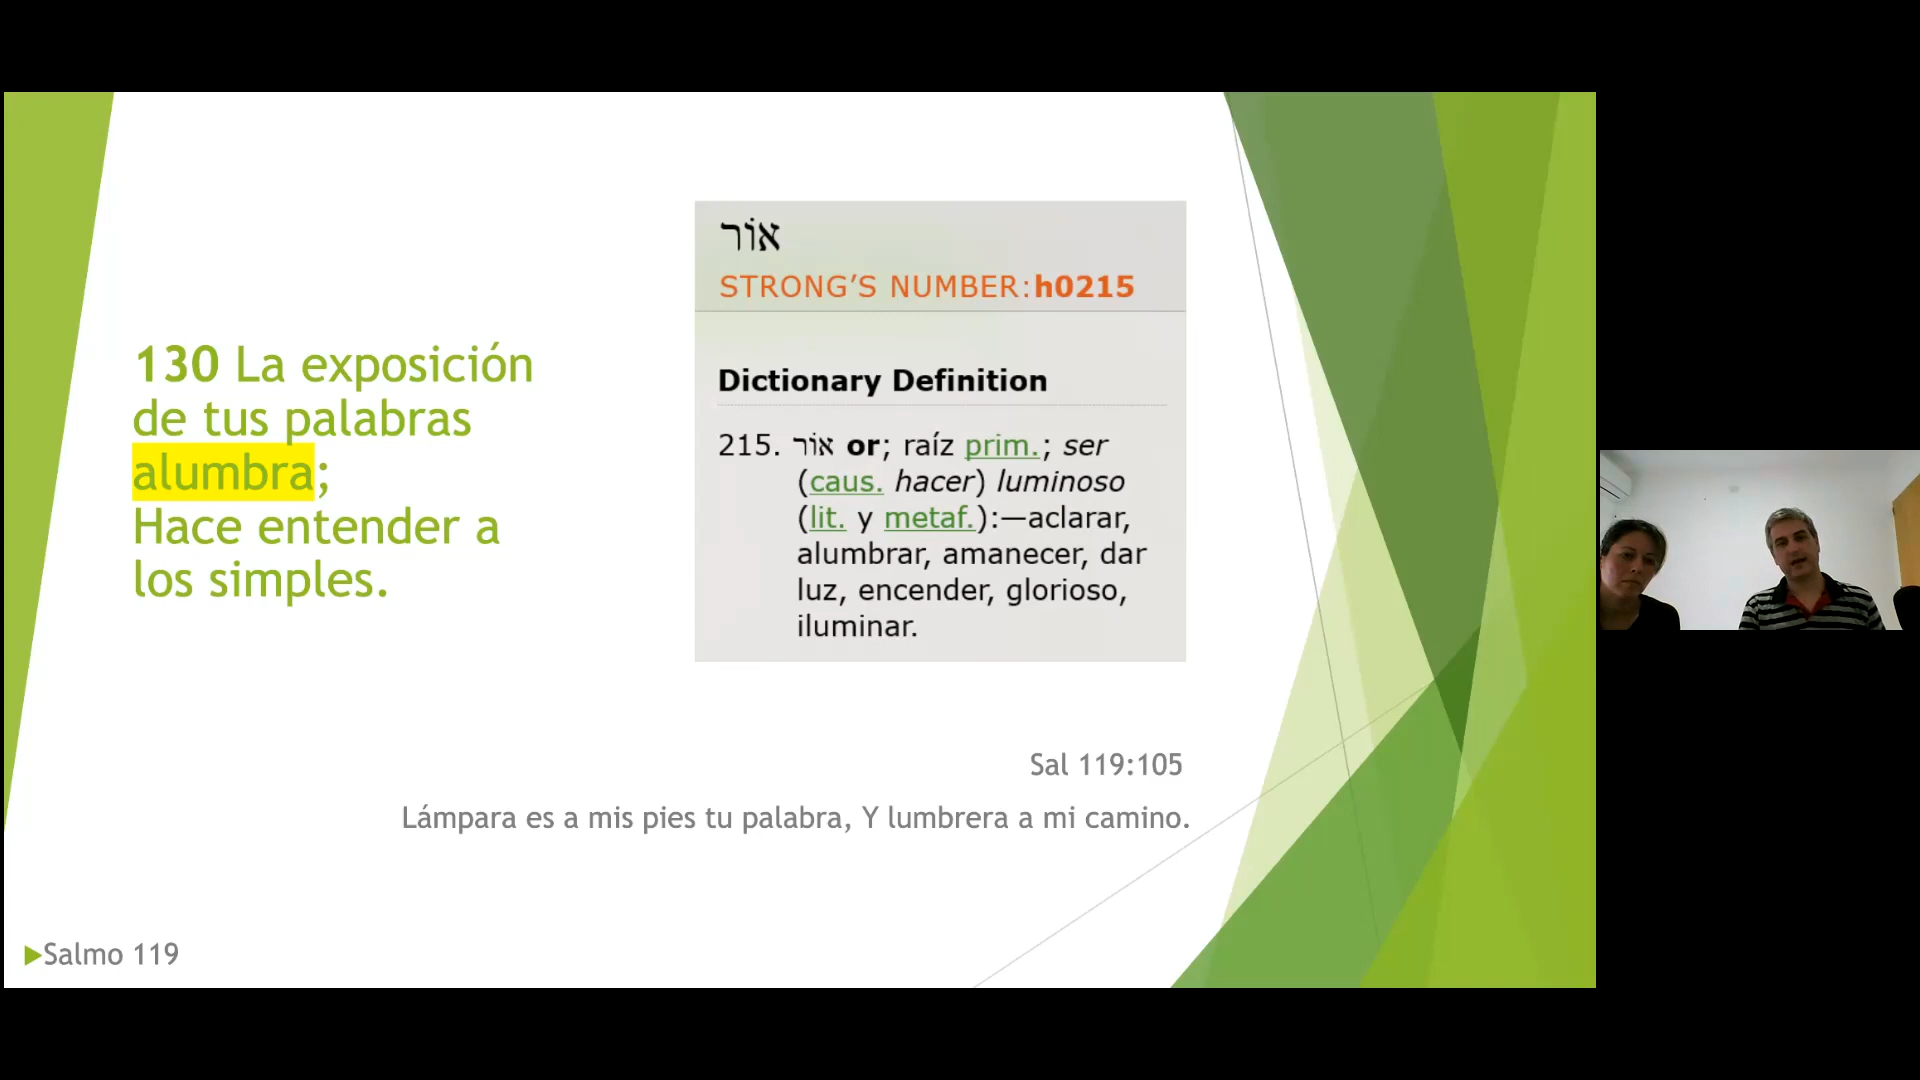 130 La exposición
de tus palabras
alumbra;
Hace entender a
los simples.
אוֹר
STRONG’S NUMBER:h0215
Dictionary Definition
215. אוֹר or; raíz prim.; ser
(caus. hacer) luminoso
(lit. y metaf.):—aclarar,
alumbrar, amanecer, dar
luz, encender, glorioso,
iluminar.
Sal 119:105
Lámpara es a mis pies tu palabra, Y lumbrera a mi camino.
Salmo 119